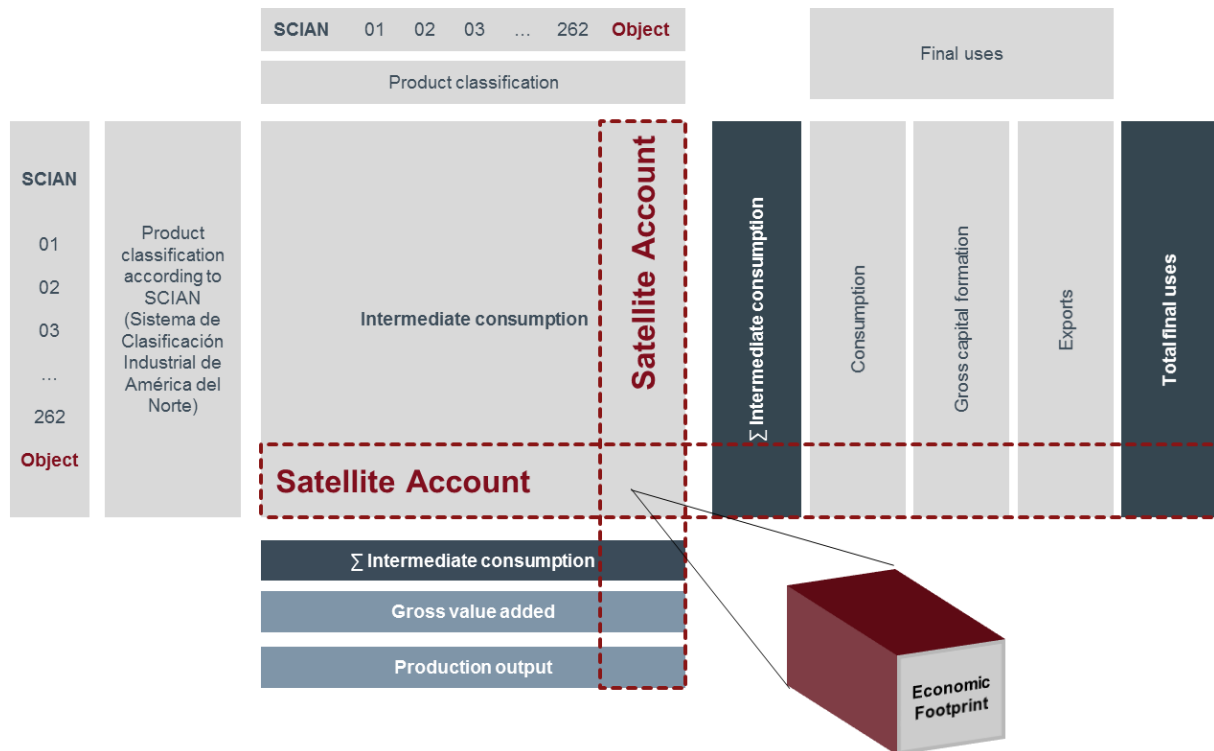 SCIAN 01 02 03 ... 262 Object
Product classification
Final uses
SCIAN
01
02
03
...
262
Object
Product
classification
according to
SCIAN
(Sistema de
Clasificación
Industrial de
América del
Norte)
Intermediate consumption
Satellite Account
∑ Intermediate consumption
Consumption
Gross capital formation
Exports
Total final uses
Satellite Account
∑ Intermediate consumption
Gross value added
Production output
Economic
Footprint